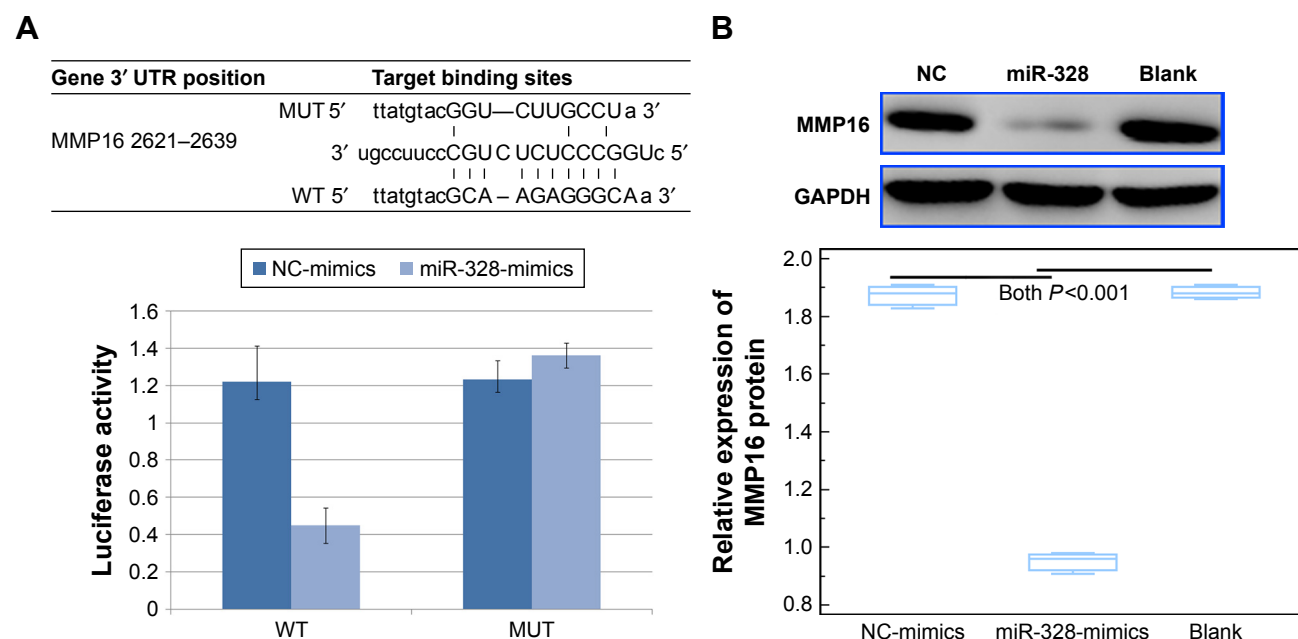 A
Gene 3′ UTR position Target binding sites
MUT 5′ ttatgtacGGU—CUUGCCUa 3′
MMP16 2621–2639
3′ ugccuuccCGUCUCUCCCGGUc 5′
WT 5′ ttatgtacGCA – AGAGGGCAa 3′
NC-mimics miR-328-mimics
Luciferase activity
1.6
1.4
1.2
1
0.8
0.6
0.4
0.2
0
WT MUT
B
NC miR-328 Blank
MMP16
GAPDH
Relative expression of
MMP16 protein
2.0
1.8
1.6
1.4
1.2
1.0
0.8
Both P<0.001
NC-mimics miR-328-mimics Blank